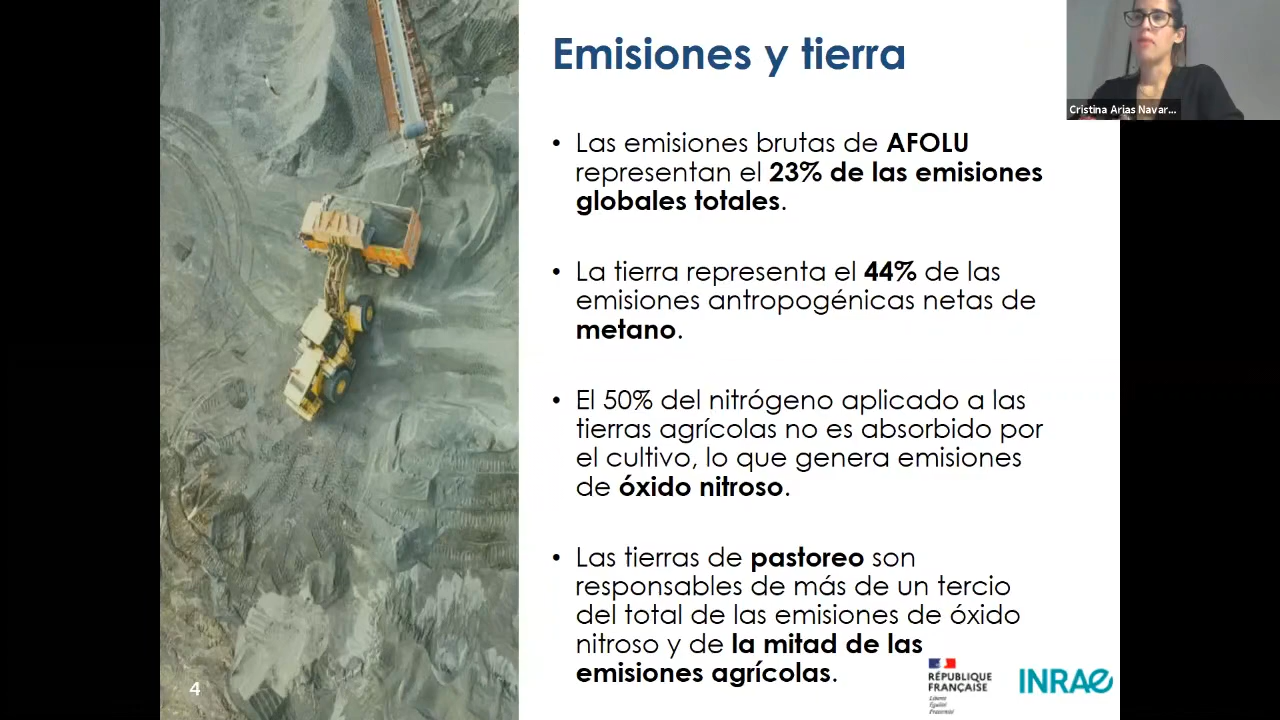 Emisiones y tierra
Cristina Arias Navar...
• Las emisiones brutas de AFOLU
representan el 23% de las emisiones
globales totales.
• La tierra representa el 44% de las
emisiones antropogénicas netas de
metano.
• El 50% del nitrógeno aplicado a las
tierras agrícolas no es absorbido por
el cultivo, lo que genera emisiones
de óxido nitroso.
• Las tierras de pastoreo son
responsables de más de un tercio
del total de las emisiones de óxido
nitroso y de la mitad de las
emisiones agrícolas.
4
RÉPUBLIQUE
FRANÇAISE
Liberté
Égalité
Fraternité
INRAE